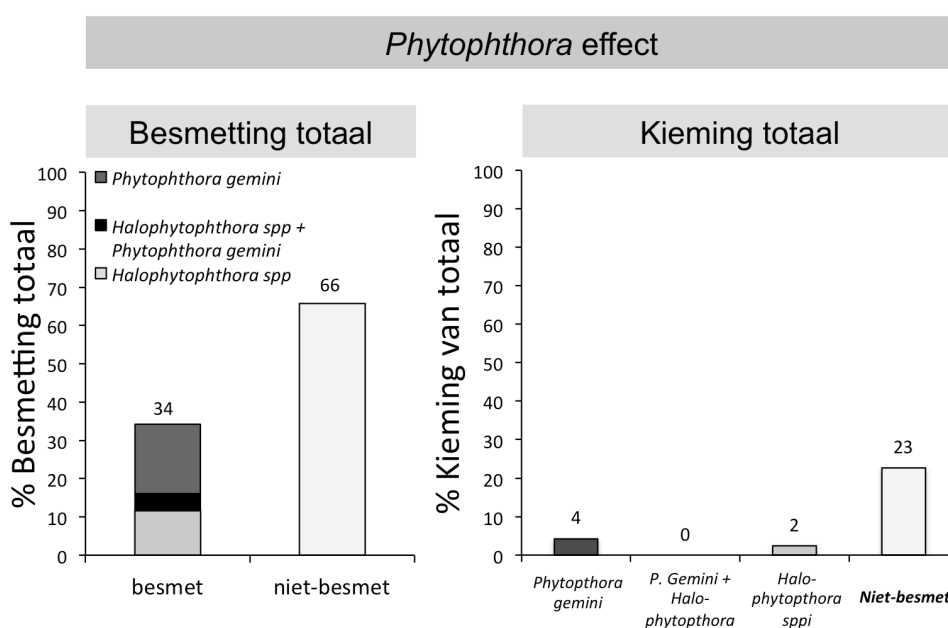 Phytophthora effect
Besmetting totaal
% Besmetting totaal
100
90
80
70
60
50
40
30
20
10
0
Phytophthora gemini
Halophytophthora spp +
Phytophthora gemini
Halophytophthora spp
34
66
besmet
niet-besmet
Kieming totaal
% Kieming van totaal
100
90
80
70
60
50
40
30
20
10
0
4
0
2
23
Phytopthora
gemini
P. Gemini +
Halo-
phytopthora
Halo-
phytopthora
sppi
Niet-besmet